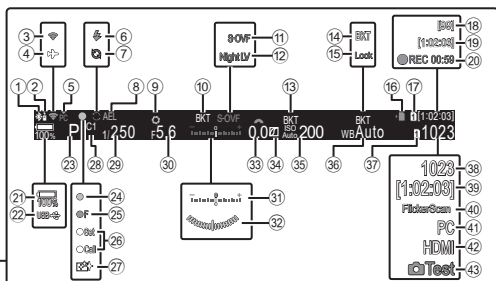 ③ ④ ① ② ⑤
⑥ ⑦ ⑧ ⑨ ⑩
S-OVF ⑪
Night LV ⑫
⑬
⑭ BKT
⑮ Lock
⑯ ⑰
[96] ⑱
[1:02:03] ⑲
REC 00:59 ⑳
PC AEL BKT S-OVF BKT BKT [1:02:03]
100% P C1 1/250 F5.6 0.0 ISO Auto 200 WB Auto 1023
㉓ ㉘ ㉙ ㉚ ㉝ ㉞ ㉟ ㊱ ㊲
㉑ 100%
㉒ USB
㉔
F ㉕
Out
Call ㉖
㉗
㉛
㉜
1023 ㊳
[1:02:03] ㊴
FlickerScan ㊵
PC ㊶
HDMI ㊷
Test ㊸